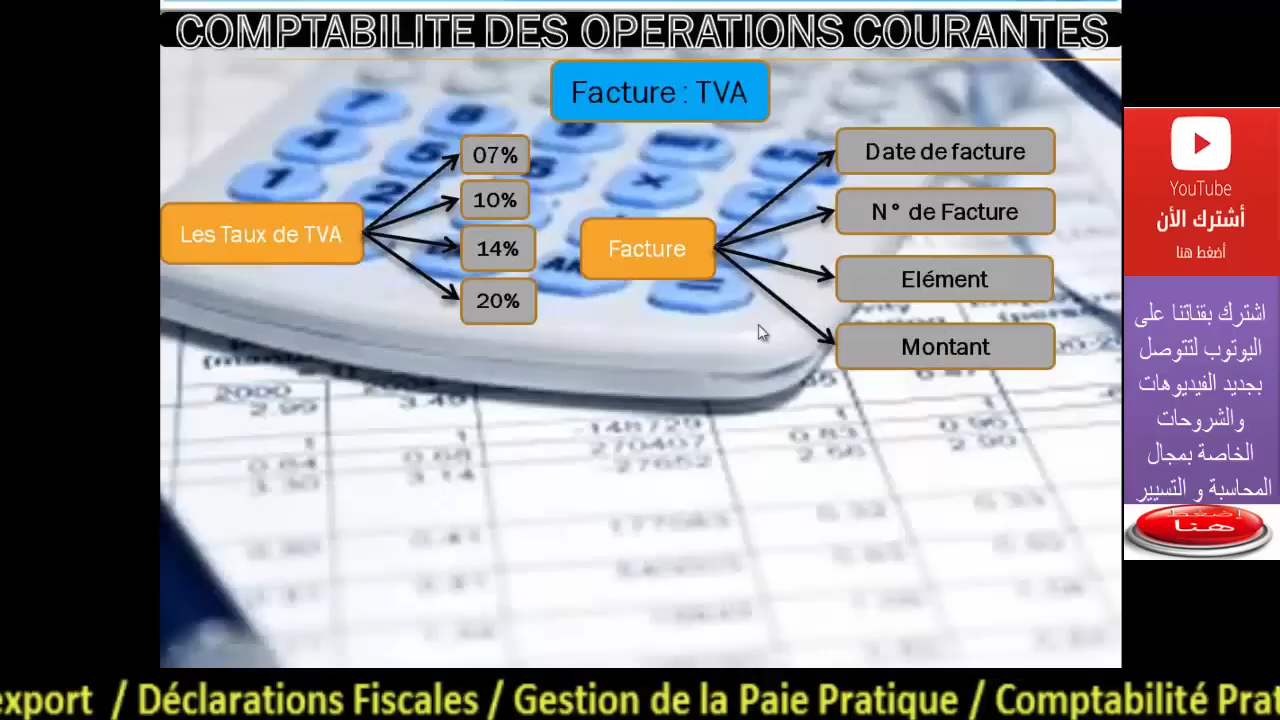 COMPTABILITE DES OPERATIONS COURANTES
Facture : TVA
Les Taux de TVA
07%
10%
14%
20%
Facture
Date de facture
N° de Facture
Elément
Montant
YouTube
أشترك الأن
أضغط هنا
اشترك بقناتنا على
اليوتوب لتتوصل
بجديد الفيديوهات
والشروحات
الخاصة بمجال
المحاسبة و التسيير
إضغط
هنا
export / Déclarations Fiscales / Gestion de la Paie Pratique / Comptabilité Prat